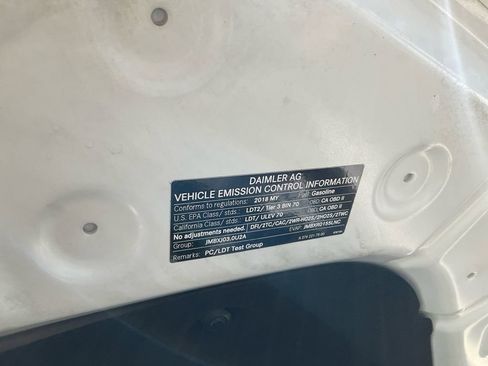 DAIMLER AG
VEHICLE EMISSION CONTROL INFORMATION
Conforms to regulations: 2018 MY Fuel: Gasoline
U.S. EPA Class/ stds.: LDT2/ Tier 3 BIN 70 OBD: CA OBD II
California Class/ stds.: LDT/ ULEV 70 OBD: CA OBD II
No adjustments needed. DFI/2TC/CAC/2WR-HO2S/2HO2S/2TWC
Group: JMBXJ03.0U2A Evap: JMBXR0155LNC
Remarks: PC/LDT Test Group